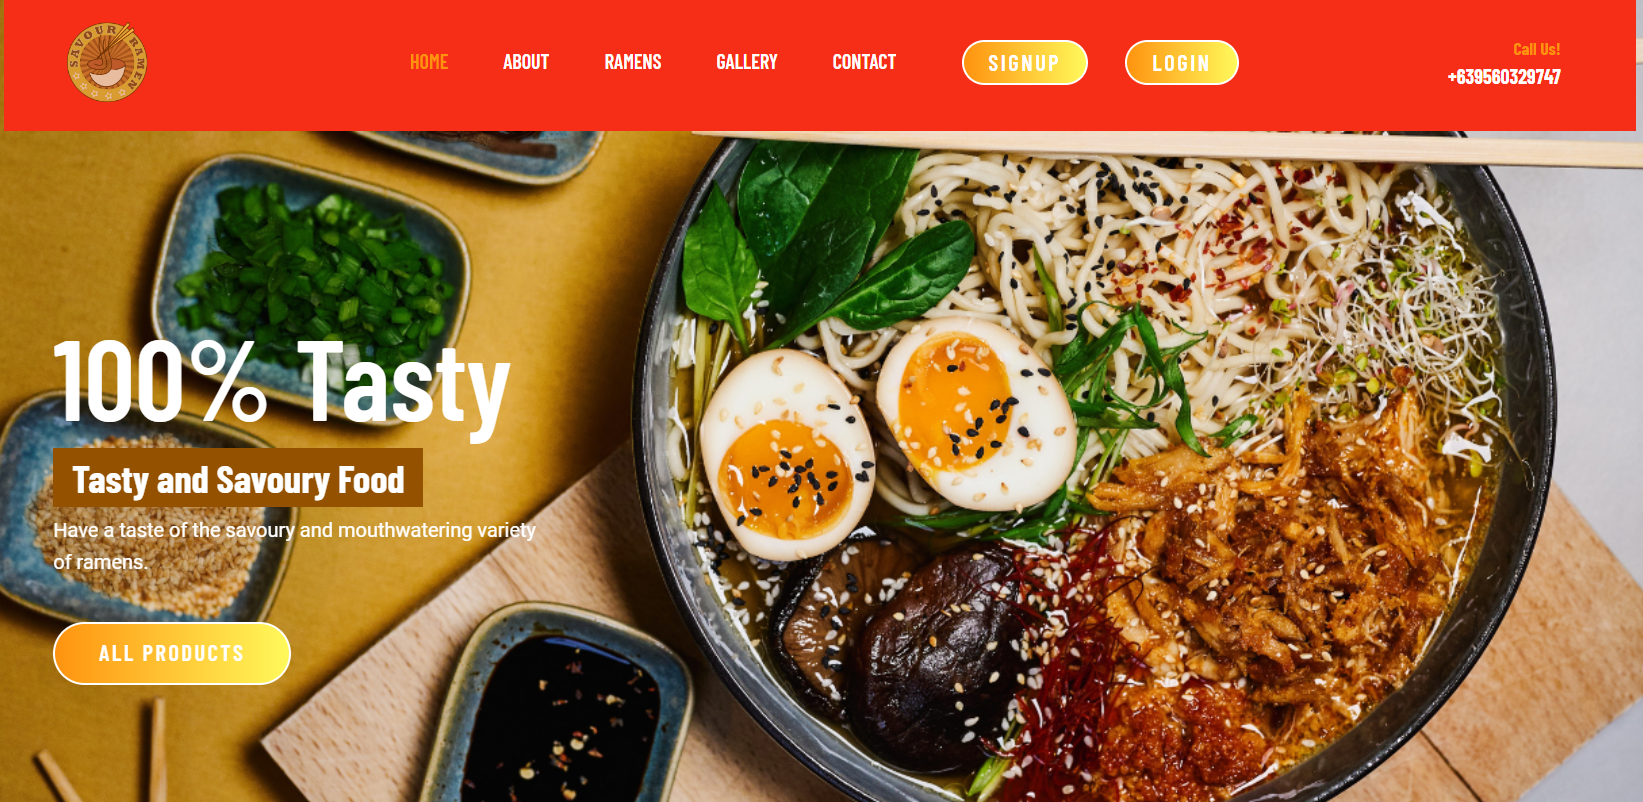 SAVOUR RAMEN
HOME
ABOUT
RAMENS
GALLERY
CONTACT
SIGNUP
LOGIN
Call Us!
+639560329747
100% Tasty
Tasty and Savoury Food
Have a taste of the savoury and mouthwatering variety
of ramens.
ALL PRODUCTS